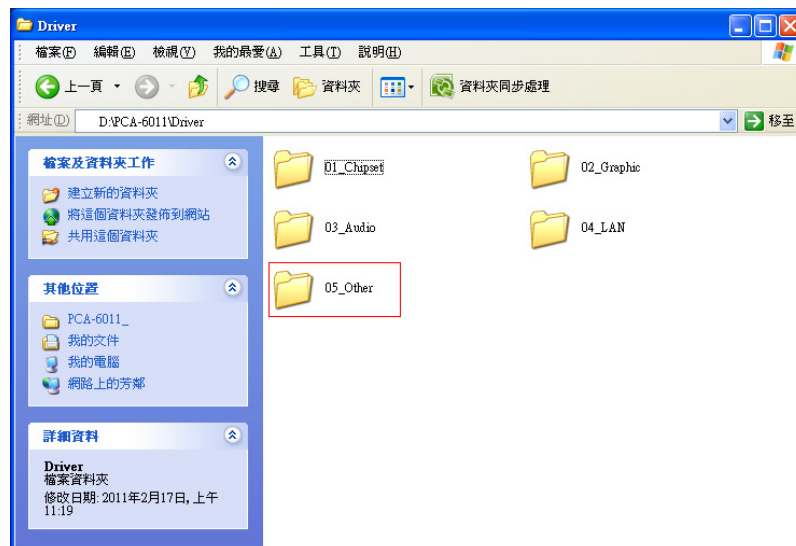 Driver
檔案(F) 編輯(E) 檢視(V) 我的最愛(A) 工具(T) 說明(H)
上一頁 搜尋 資料夾 資料夾同步處理
網址(D) D:\PCA-6011\Driver 移至
檔案及資料夾工作
建立新的資料夾
將這個資料夾發佈到網站
共用這個資料夾
其他位置
PCA-6011_
我的文件
我的電腦
網路上的芳鄰
詳細資料
Driver
檔案資料夾
修改日期: 2011年2月17日, 上午
11:19
01_Chipset
02_Graphic
03_Audio
04_LAN
05_Other